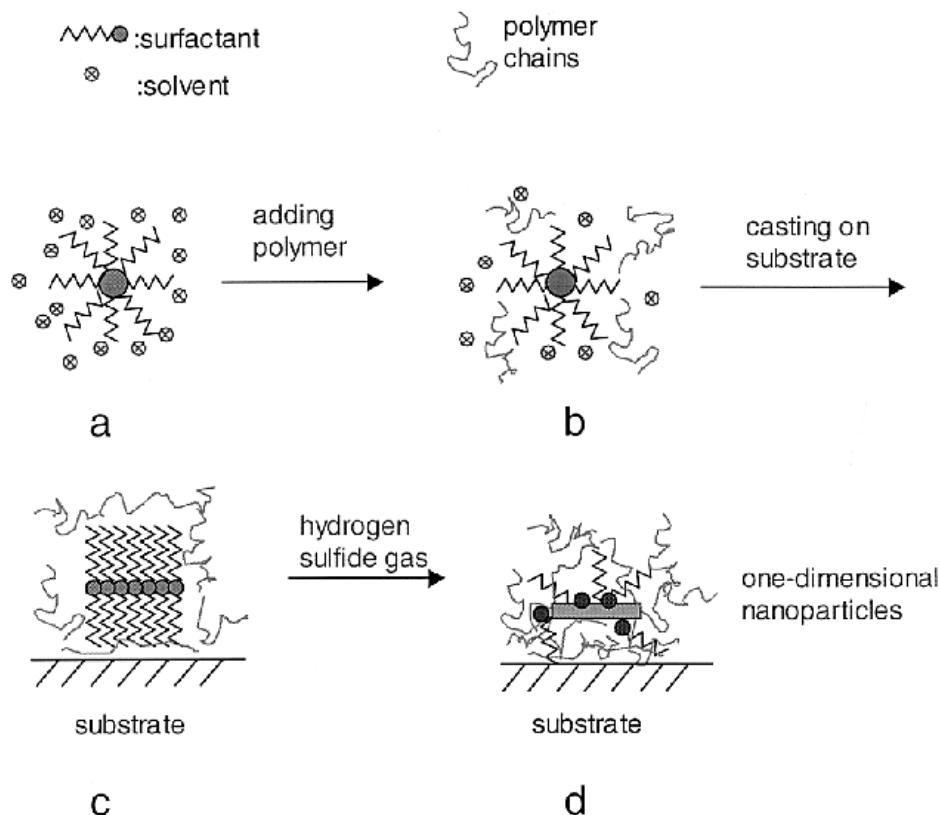 :surfactant
:solvent
polymer
chains
adding
polymer
casting on
substrate
a
b
hydrogen
sulfide gas
one-dimensional
nanoparticles
substrate
substrate
c
d